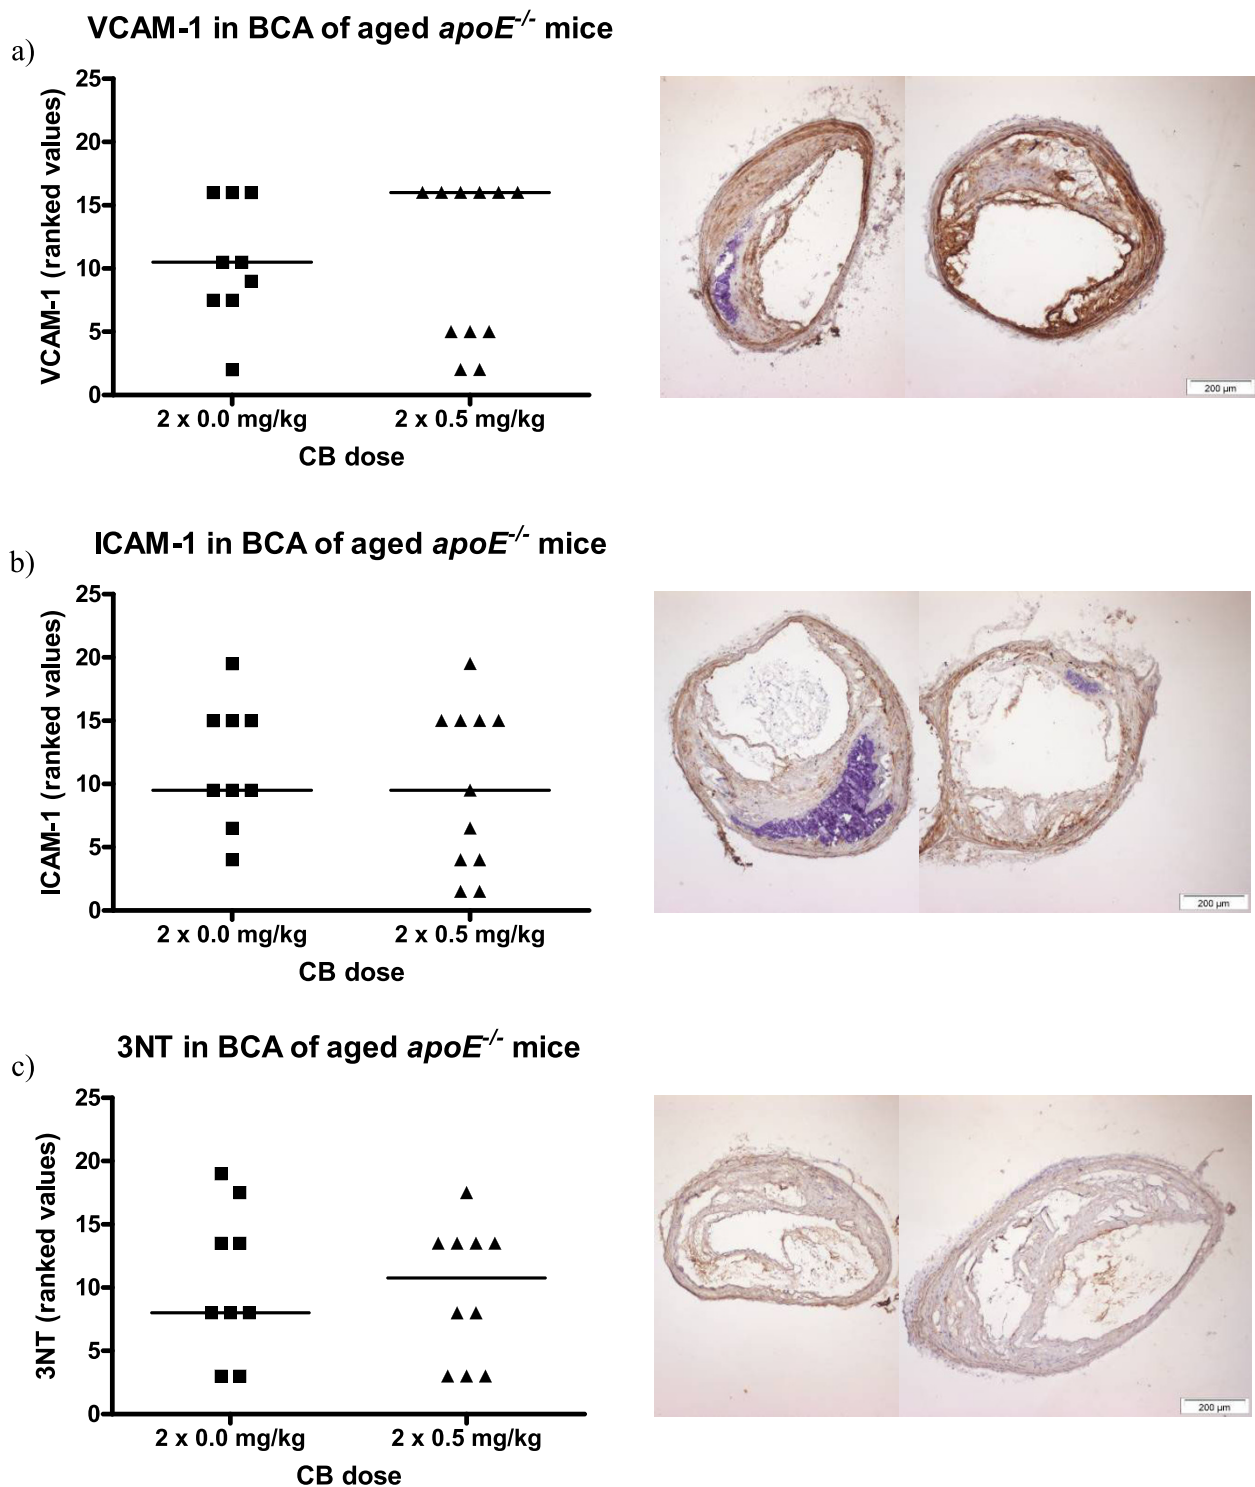 a)
VCAM-1 in BCA of aged apoE-/- mice
VCAM-1 (ranked values)
25
20
15
10
5
0
2 x 0.0 mg/kg 2 x 0.5 mg/kg
CB dose
200 µm
b)
ICAM-1 in BCA of aged apoE-/- mice
ICAM-1 (ranked values)
25
20
15
10
5
0
2 x 0.0 mg/kg 2 x 0.5 mg/kg
CB dose
200 µm
c)
3NT in BCA of aged apoE-/- mice
3NT (ranked values)
25
20
15
10
5
0
2 x 0.0 mg/kg 2 x 0.5 mg/kg
CB dose
200 µm